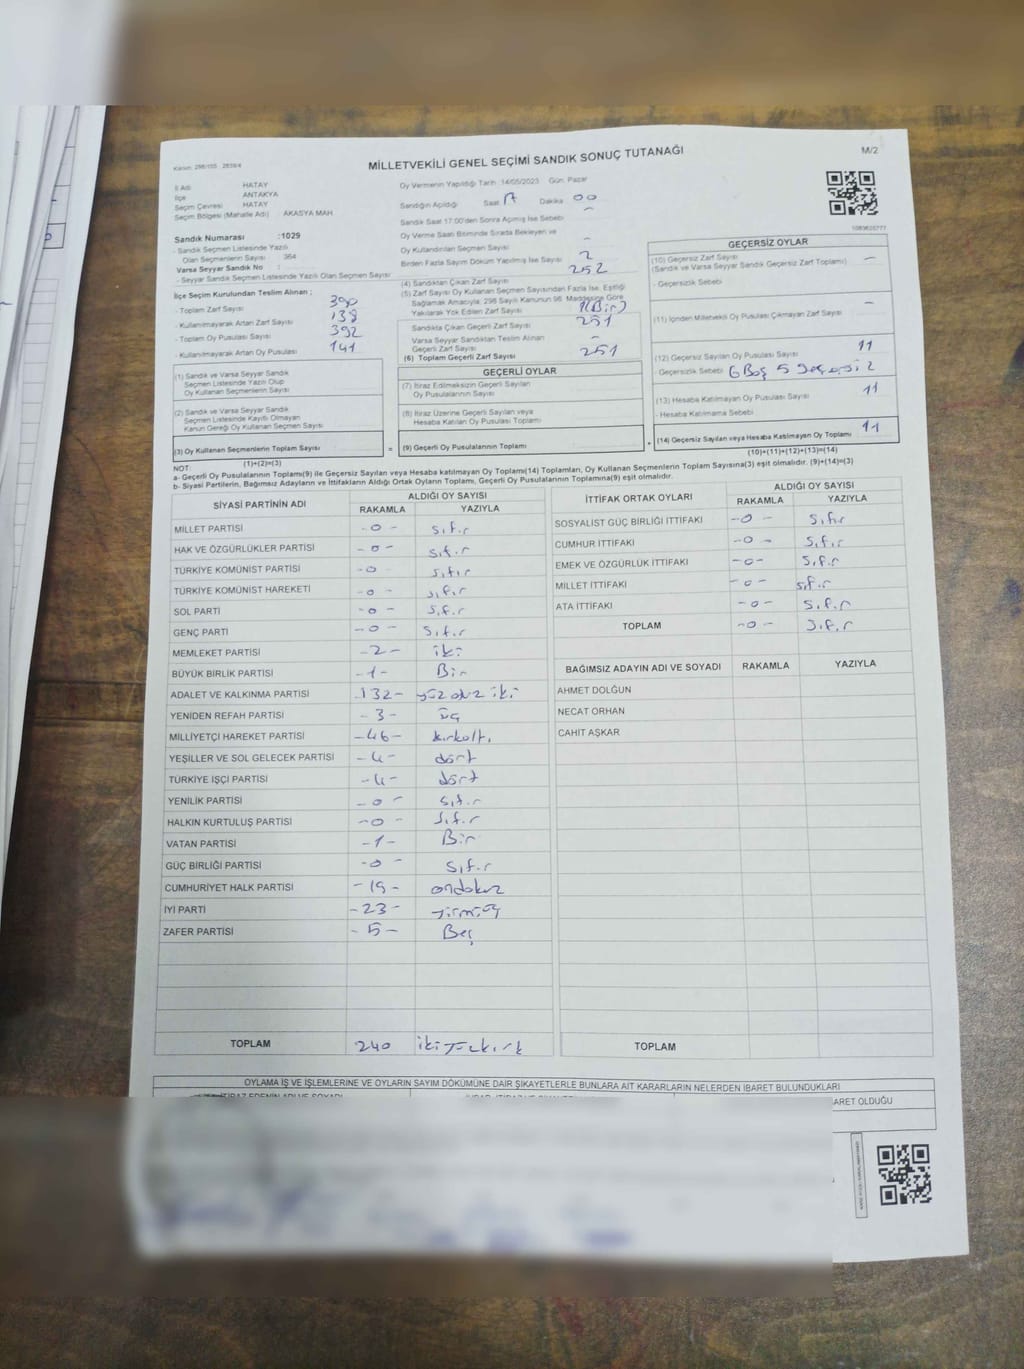 MİLLETVEKİLİ GENEL SEÇİMİ SANDIK SONUÇ TUTANAĞI
M/2
İl Adı HATAY
İlçe ANTAKYA
Seçim Çevresi HATAY
Seçim Bölgesi (Mahalle Adı) AKASYA MAH.
Sandık Numarası :1029
- Sandık Seçmen Listesinde Yazılı
Olan Seçmenlerin Sayısı 364
Varsa Seyyar Sandık No :
- Seyyar Sandık Seçmen Listesinde Yazılı Olan Seçmen Sayısı
İlçe Seçim Kurulundan Teslim Alınan ;
- Toplam Zarf Sayısı 390
- Kullanılmayarak Artan Zarf Sayısı 138
- Toplam Oy Pusulası Sayısı 392
- Kullanılmayarak Artan Oy Pusulası 141
(1) Sandık ve Varsa Seyyar Sandık
Seçmen Listesinde Yazılı Olup
Oy Kullanan Seçmenlerin Sayısı
(2) Sandık ve Varsa Seyyar Sandık
Seçmen Listesinde Kayıtlı Olmayan
Kanun Gereği Oy Kullanan Seçmen Sayısı
(3) Oy Kullanan Seçmenlerin Toplam Sayısı
(1)+(2)=(3)
Oy Vermenin Yapıldığı Tarih :14/05/2023 Gün: Pazar
Sandığın Açıldığı Saat 17 Dakika 00
Sandık Saat 17:00'den Sonra Açılmış İse Sebebi -
Oy Verme Saati Bitiminde Sırada Bekleyen ve
Oy Kullandırılan Seçmen Sayısı -
Birden Fazla Sayım Dökümü Yapılmış İse Sayısı 2
(4) Sandıktan Çıkan Zarf Sayısı 252
(5) Zarf Sayısı Oy Kullanan Seçmen Sayısından Fazla İse, Eşitliği
Sağlamak Amacıyla, 298 Sayılı Kanunun 98. Maddesine Göre
Yakılarak Yok Edilen Zarf Sayısı 1(Bir)
Sandıkta Çıkan Geçerli Zarf Sayısı 251
Varsa Seyyar Sandıktan Teslim Alınan
Geçerli Zarf Sayısı
(6) Toplam Geçerli Zarf Sayısı 251
GEÇERLİ OYLAR
(7) İtiraz Edilmeksizin Geçerli Sayılan
Oy Pusulalarının Sayısı
(8) İtiraz Üzerine Geçerli Sayılan veya
Hesaba Katılan Oy Pusulası Toplamı
= (9) Geçerli Oy Pusulalarının Toplamı +
GEÇERSİZ OYLAR
(10) Geçersiz Zarf Sayısı -
(Sandık ve Varsa Seyyar Sandık Geçersiz Zarf Toplamı)
- Geçersizlik Sebebi
(11) İçinden Milletvekili Oy Pusulası Çıkmayan Zarf Sayısı -
(12) Geçersiz Sayılan Oy Pusulası Sayısı 11
- Geçersizlik Sebebi 6 Boş 5
(13) Hesaba Katılmayan Oy Pusulası Sayısı 11
- Hesaba Katılmama Sebebi
(14) Geçersiz Sayılan veya Hesaba Katılmayan Oy Toplamı 11
(10)+(11)+(12)+(13)=(14)
NOT:
a- Geçerli Oy Pusulalarının Toplamı(9) ile Geçersiz Sayılan veya Hesaba katılmayan Oy Toplamı(14) Toplamları, Oy Kullanan Seçmenlerin Toplam Sayısına(3) eşit olmalıdır. (9)+(14)=(3)
b- Siyasi Partilerin, Bağımsız Adayların ve İttifakların Aldığı Ortak Oyların Toplamı, Geçerli Oy Pusulalarının Toplamına(9) eşit olmalıdır.
SİYASİ PARTİNİN ADI ALDIĞI OY SAYISI
RAKAMLA YAZIYLA
MİLLET PARTİSİ -0- sıfır
HAK VE ÖZGÜRLÜKLER PARTİSİ -0- sıfır
TÜRKİYE KOMÜNİST PARTİSİ -0 sıfır
TÜRKİYE KOMÜNİST HAREKETİ -0- sıfır
SOL PARTİ -0- sıfır
GENÇ PARTİ -0- sıfır
MEMLEKET PARTİSİ -2- iki
BÜYÜK BİRLİK PARTİSİ -1- Bir
ADALET VE KALKINMA PARTİSİ -132- yüz otuz iki
YENİDEN REFAH PARTİSİ -3- üç
MİLLİYETÇİ HAREKET PARTİSİ -46- kırkaltı
YEŞİLLER VE SOL GELECEK PARTİSİ -4- dört
TÜRKİYE İŞÇİ PARTİSİ -4- dört
YENİLİK PARTİSİ -0- sıfır
HALKIN KURTULUŞ PARTİSİ -0- sıfır
VATAN PARTİSİ -1- Bir
GÜÇ BİRLİĞİ PARTİSİ -0- sıfır
CUMHURİYET HALK PARTİSİ -19- ondokuz
İYİ PARTİ -23- yirmiüç
ZAFER PARTİSİ -5- Beş
TOPLAM 240 ikiyüzkırk
İTTİFAK ORTAK OYLARI ALDIĞI OY SAYISI
RAKAMLA YAZIYLA
SOSYALİST GÜÇ BİRLİĞİ İTTİFAKI -0- sıfır
CUMHUR İTTİFAKI -0- sıfır
EMEK VE ÖZGÜRLÜK İTTİFAKI -0- sıfır
MİLLET İTTİFAKI -0- sıfır
ATA İTTİFAKI -0- sıfır
TOPLAM -0- sıfır
BAĞIMSIZ ADAYIN ADI VE SOYADI RAKAMLA YAZIYLA
AHMET DOLĞUN
NECAT ORHAN
CAHİT AŞKAR
TOPLAM
OYLAMA İŞ VE İŞLEMLERİNE VE OYLARIN SAYIM DÖKÜMÜNE DAİR ŞİKAYETLERLE BUNLARA AİT KARARLARIN NELERDEN İBARET BULUNDUKLARI